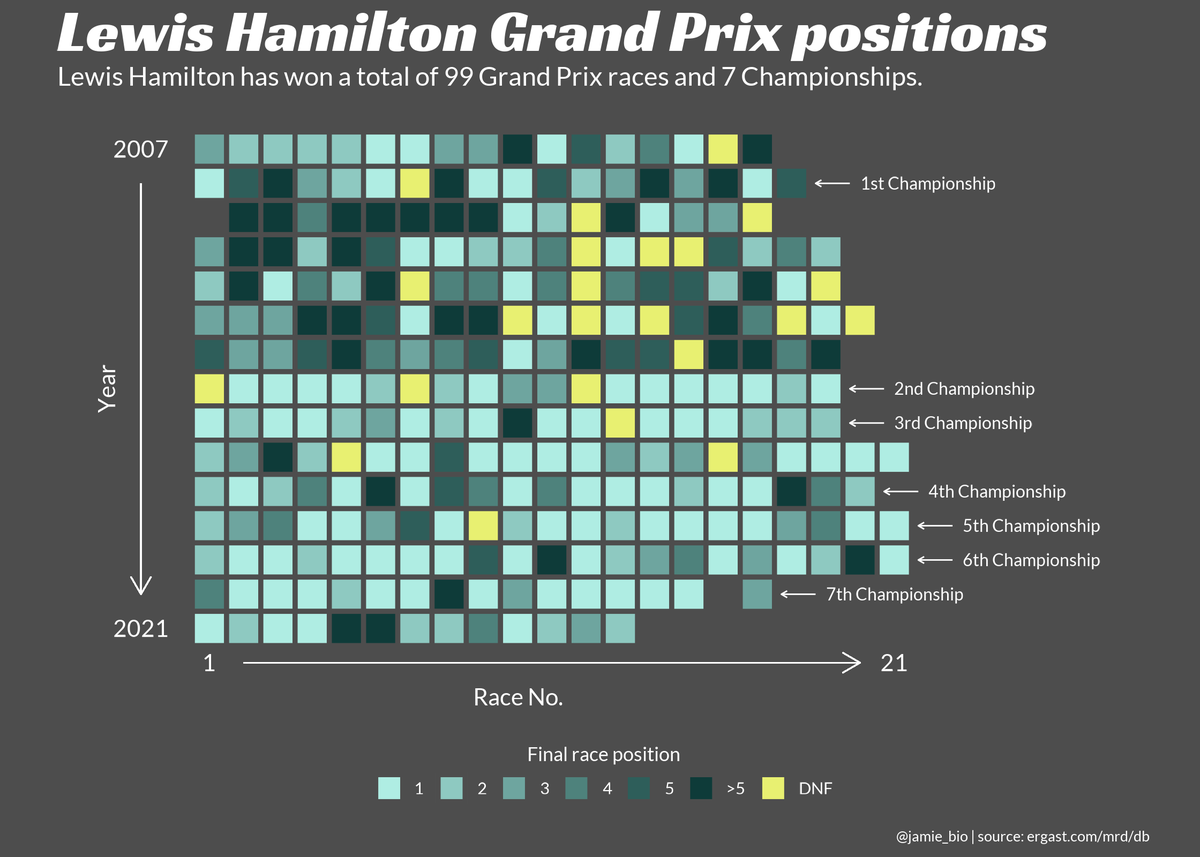 Lewis Hamilton Grand Prix positions
Lewis Hamilton has won a total of 99 Grand Prix races and 7 Championships.
2007
1st Championship
Year
2nd Championship
3rd Championship
4th Championship
5th Championship
6th Championship
7th Championship
2021
1 21
Race No.
Final race position
1 2 3 4 5 >5 DNF
@jamie_bio | source: ergast.com/mrd/db